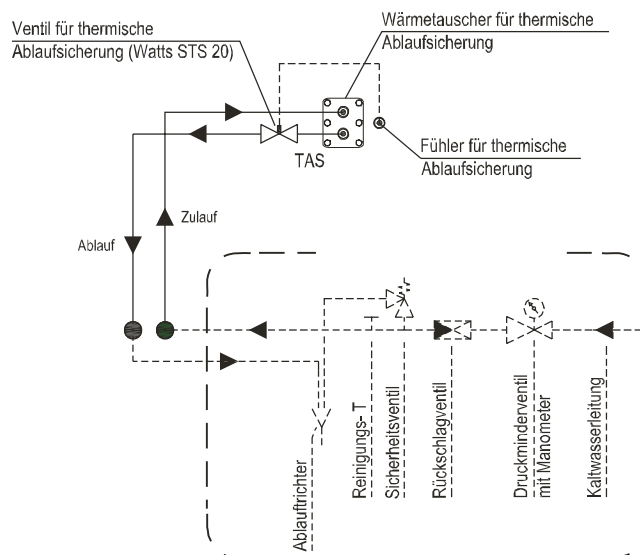 Ventil für thermische
Ablaufsicherung (Watts STS 20)
Wärmetauscher für thermische
Ablaufsicherung
TAS
Fühler für thermische
Ablaufsicherung
Zulauf
Ablauf
Ablauftrichter
Reinigungs- T
Sicherheitsventil
Rückschlagventil
Druckminderventil
mit Manometer
Kaltwasserleitung